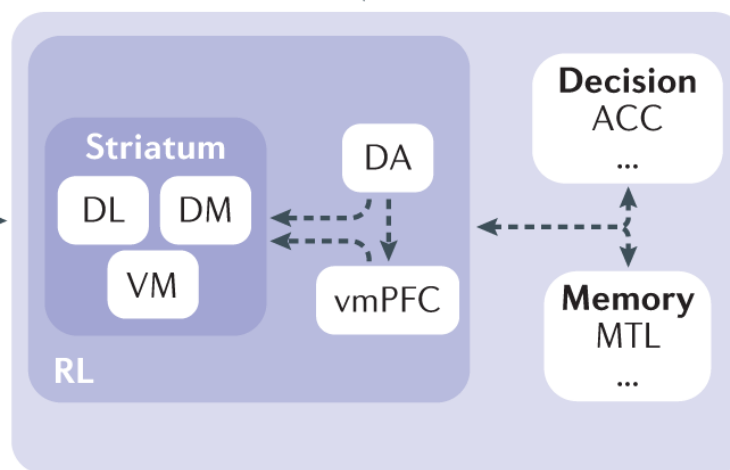 Striatum
DL
DM
VM
DA
vmPFC
RL
Decision
ACC
...
Memory
MTL
...